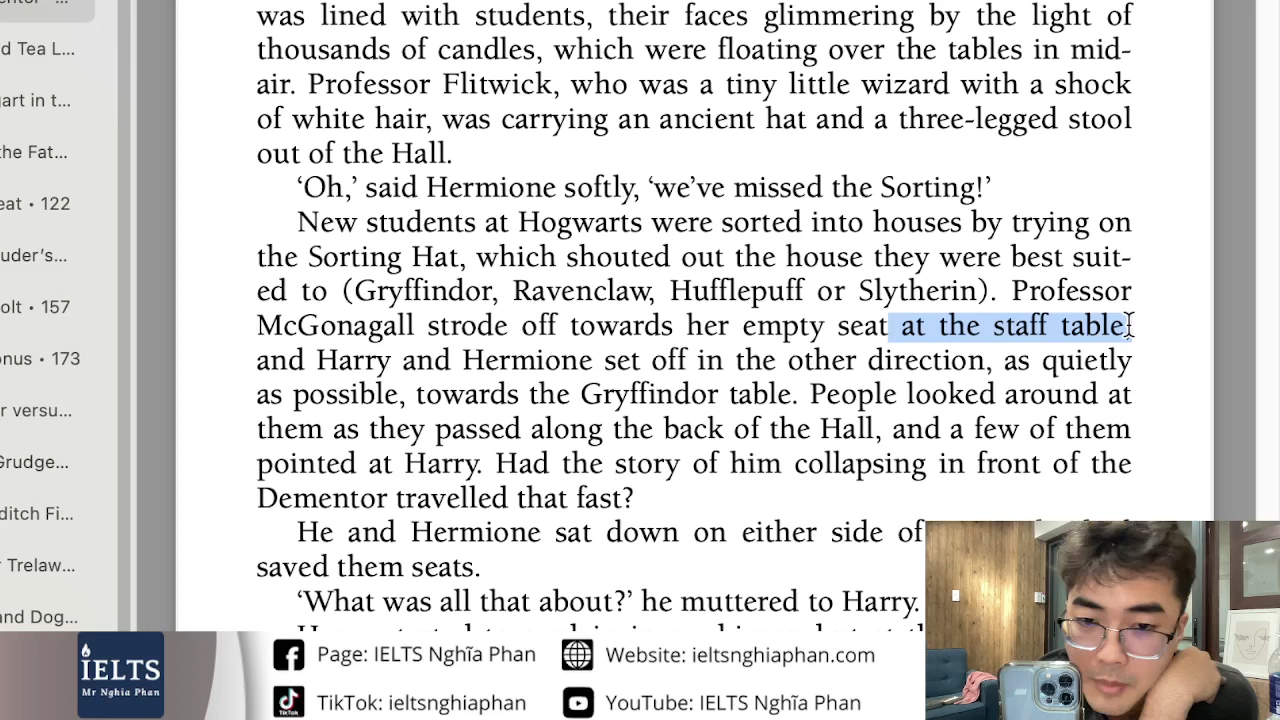 ntor
d Tea L...
gart in t...
the Fat...
eat • 122
uder's...
olt • 157
onus • 173
r versu...
Grudge...
ditch Fi...
r Trelaw...
and Dog...
was lined with students, their faces glimmering by the light of
thousands of candles, which were floating over the tables in mid-
air. Professor Flitwick, who was a tiny little wizard with a shock
of white hair, was carrying an ancient hat and a three-legged stool
out of the Hall.
‘Oh,’ said Hermione softly, ‘we’ve missed the Sorting!’
New students at Hogwarts were sorted into houses by trying on
the Sorting Hat, which shouted out the house they were best suit-
ed to (Gryffindor, Ravenclaw, Hufflepuff or Slytherin). Professor
McGonagall strode off towards her empty seat at the staff table,
and Harry and Hermione set off in the other direction, as quietly
as possible, towards the Gryffindor table. People looked around at
them as they passed along the back of the Hall, and a few of them
pointed at Harry. Had the story of him collapsing in front of the
Dementor travelled that fast?
He and Hermione sat down on either side of
saved them seats.
‘What was all that about?’ he muttered to Harry.
IELTS
Mr Nghia Phan
Page: IELTS Nghĩa Phan
Website: ieltsnghiaphan.com
TikTok: ieltsnghiaphan
YouTube: IELTS Nghĩa Phan